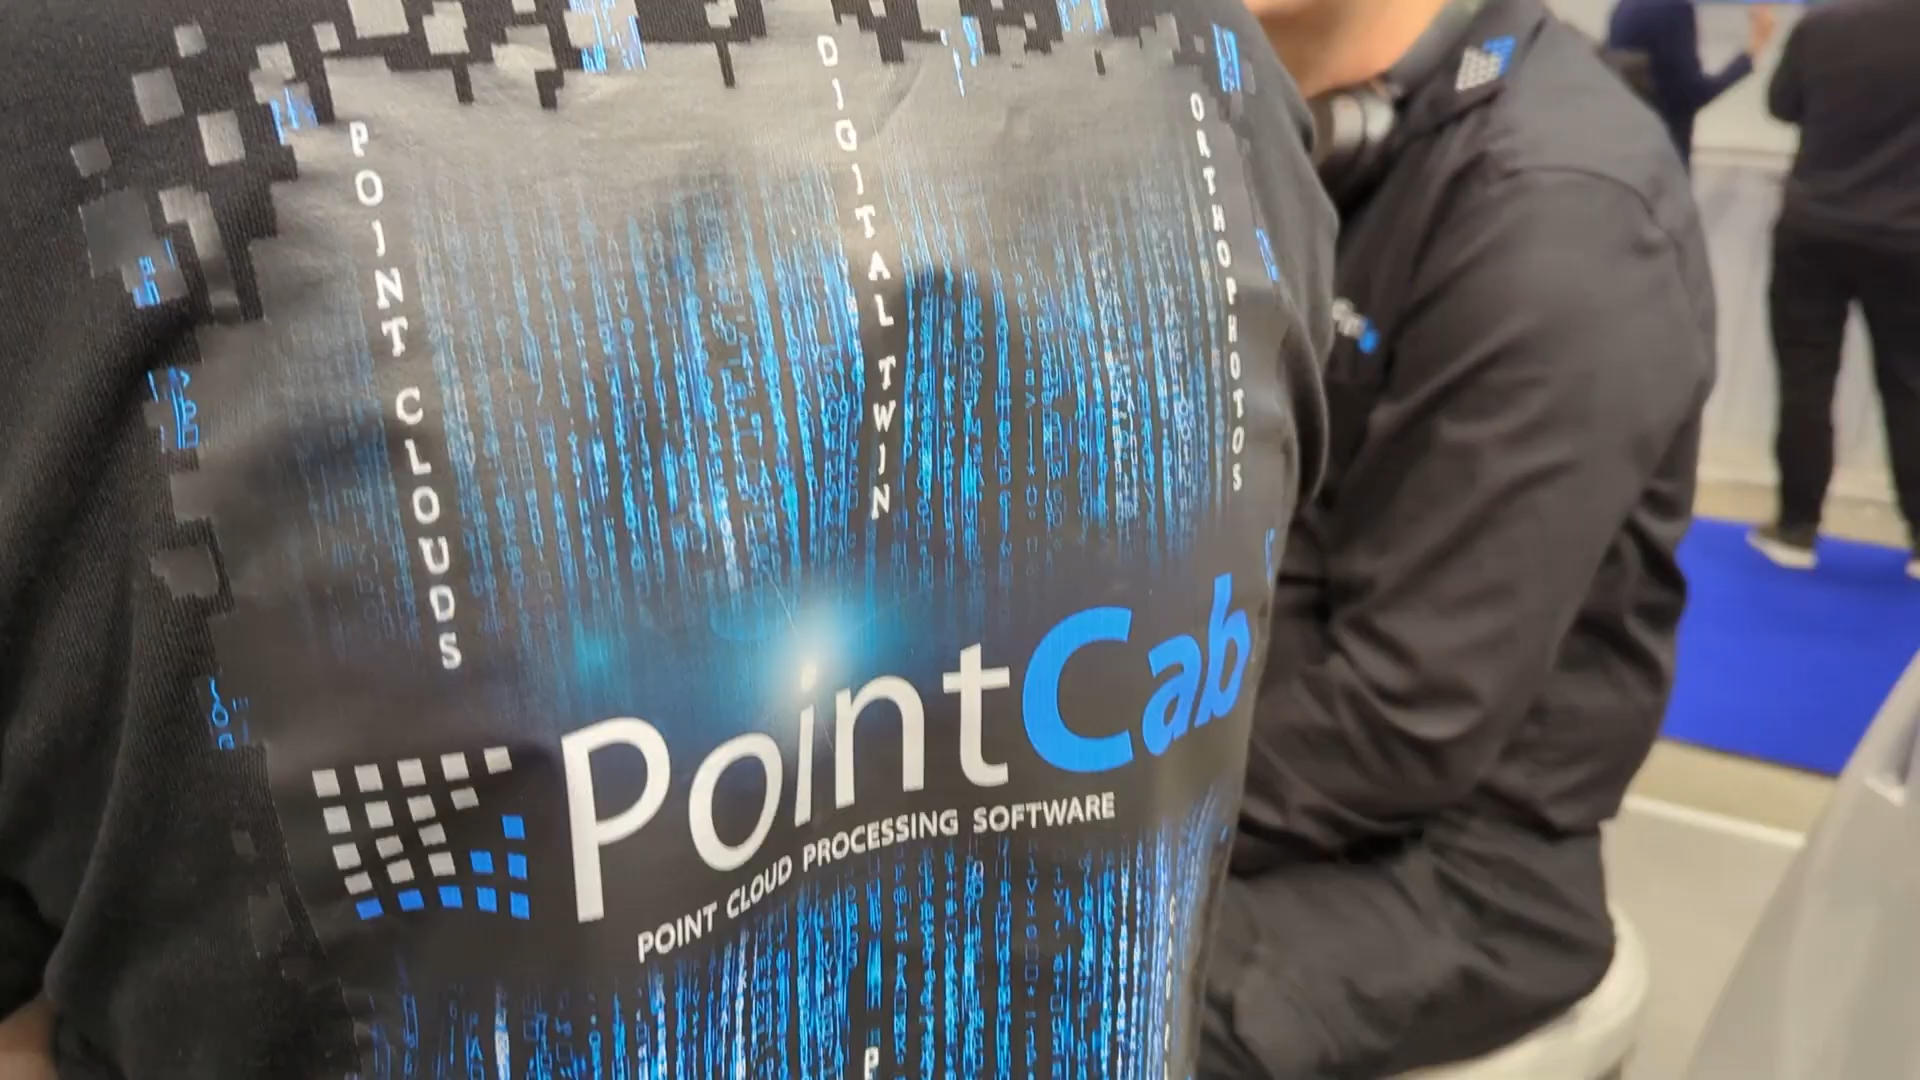 POINT CLOUDS
DIGITAL TWIN
ORTHOPHOTOS
PointCab
POINT CLOUD PROCESSING SOFTWARE